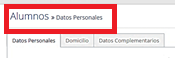 Alumnos » Datos Personales
Datos Personales Domicilio Datos Complementarios